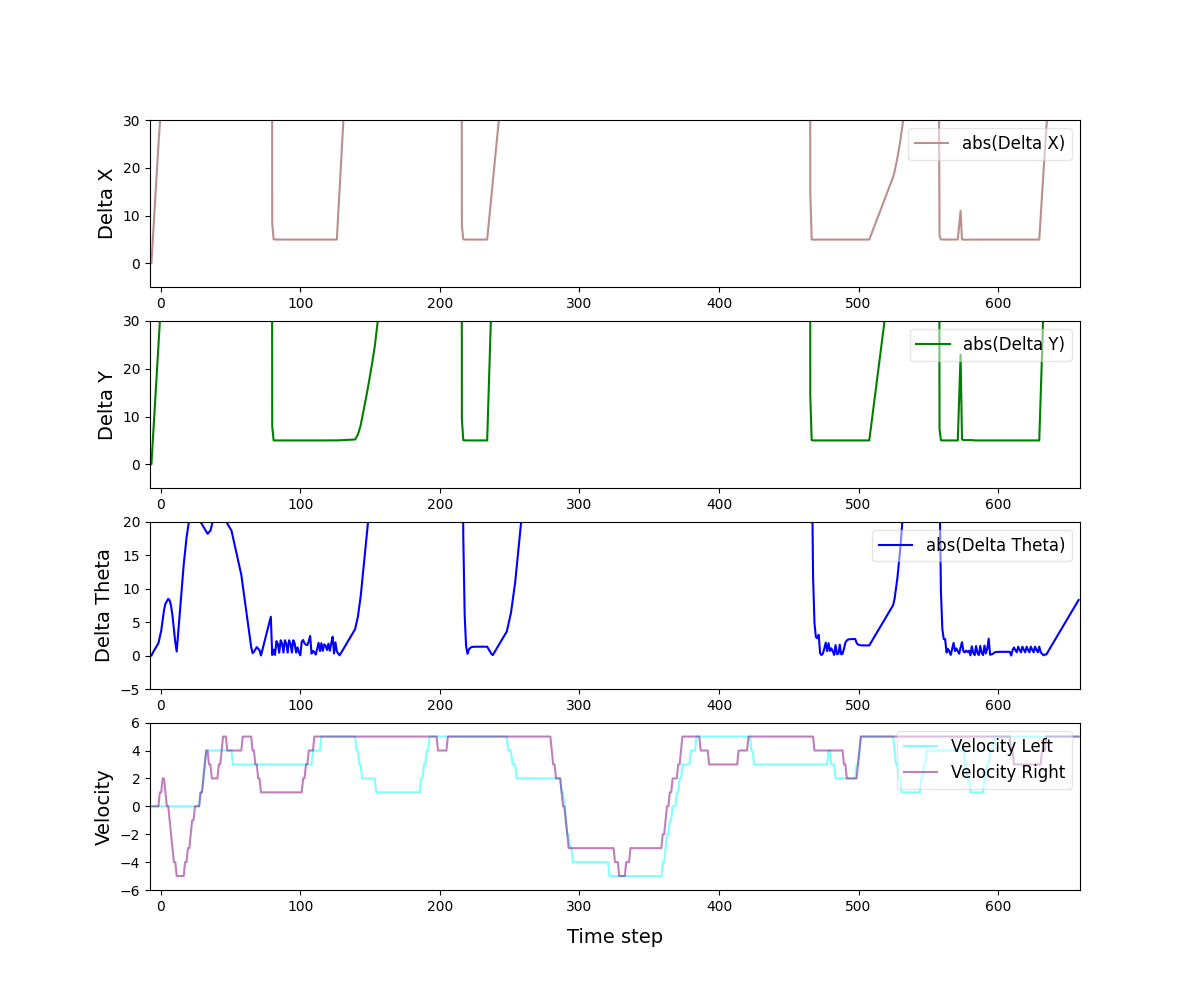 30
20
10
0
Delta X
abs(Delta X)
0 100 200 300 400 500 600
30
20
10
0
Delta Y
abs(Delta Y)
0 100 200 300 400 500 600
20
15
10
5
0
−5
Delta Theta
abs(Delta Theta)
0 100 200 300 400 500 600
6
4
2
0
−2
−4
−6
Velocity
Velocity Left
Velocity Right
0 100 200 300 400 500 600
Time step